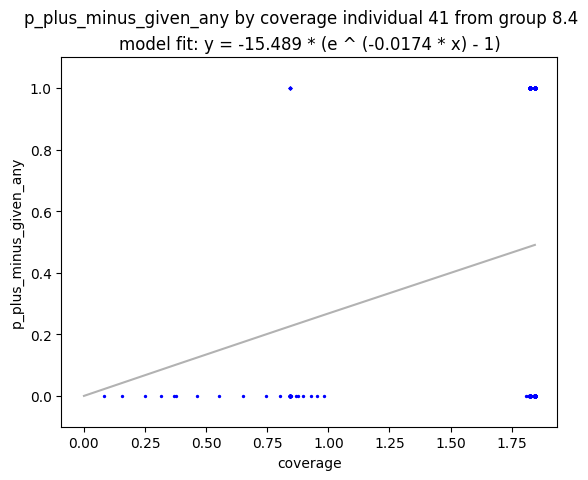 p_plus_minus_given_any by coverage individual 41 from group 8.4
model fit: y = -15.489 * (e ^ (-0.0174 * x) - 1)
1.0
0.8
0.6
0.4
0.2
0.0
p_plus_minus_given_any
0.00 0.25 0.50 0.75 1.00 1.25 1.50 1.75
coverage